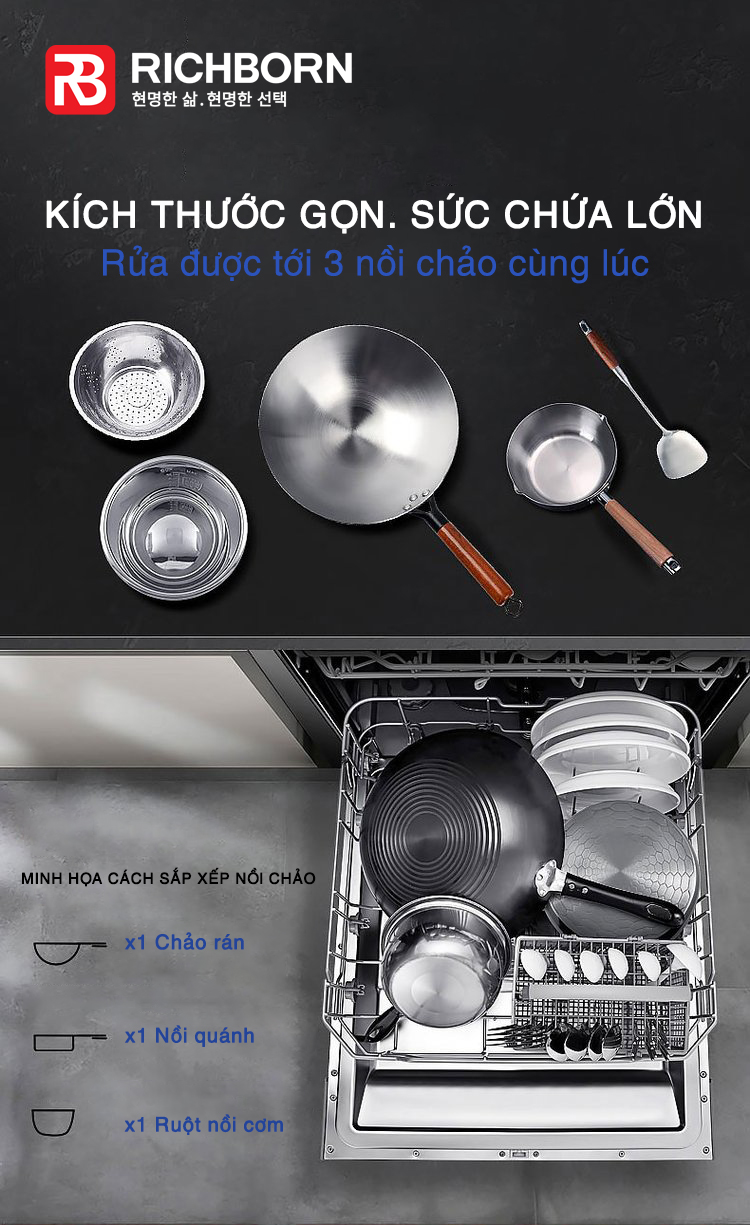 RB RICHBORN
현명한 삶.현명한 선택
KÍCH THƯỚC GỌN. SỨC CHỨA LỚN
Rửa được tới 3 nồi chảo cùng lúc
MINH HỌA CÁCH SẮP XẾP NỒI CHẢO
x1 Chảo rán
x1 Nồi quánh
x1 Ruột nồi cơm